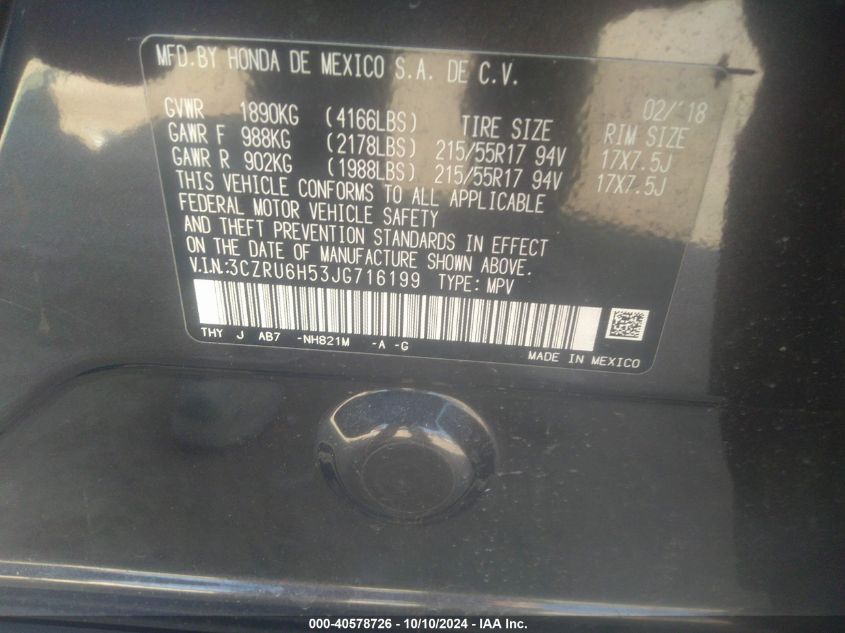 MFD.BY HONDA DE MEXICO S.A. DE C.V.
02/'18
GVWR 1890KG (4166LBS) TIRE SIZE RIM SIZE
GAWR F 988KG (2178LBS) 215/55R17 94V 17X7.5J
GAWR R 902KG (1988LBS) 215/55R17 94V 17X7.5J
THIS VEHICLE CONFORMS TO ALL APPLICABLE
FEDERAL MOTOR VEHICLE SAFETY
AND THEFT PREVENTION STANDARDS IN EFFECT
ON THE DATE OF MANUFACTURE SHOWN ABOVE.
V.I.N.:3CZRU6H53JG716199 TYPE: MPV
THY J AB7 -NH821M -A -G
MADE IN MEXICO
000-40578726 - 10/10/2024 - IAA Inc.